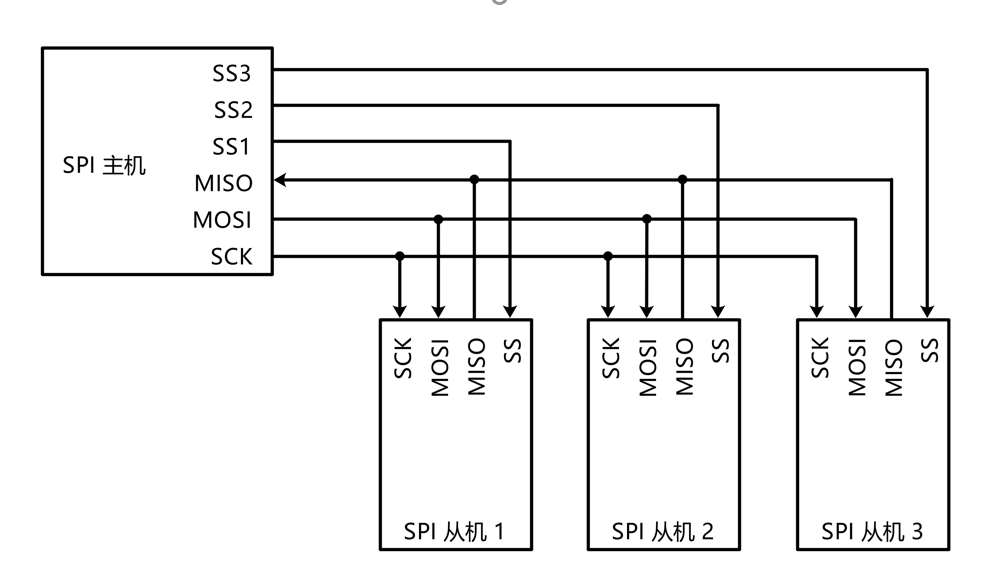 SS3
SS2
SS1
SPI 主机
MISO
MOSI
SCK
SCK
MOSI
MISO
SS
SCK
MOSI
MISO
SS
SCK
MOSI
MISO
SS
SPI 从机 1
SPI 从机 2
SPI 从机 3